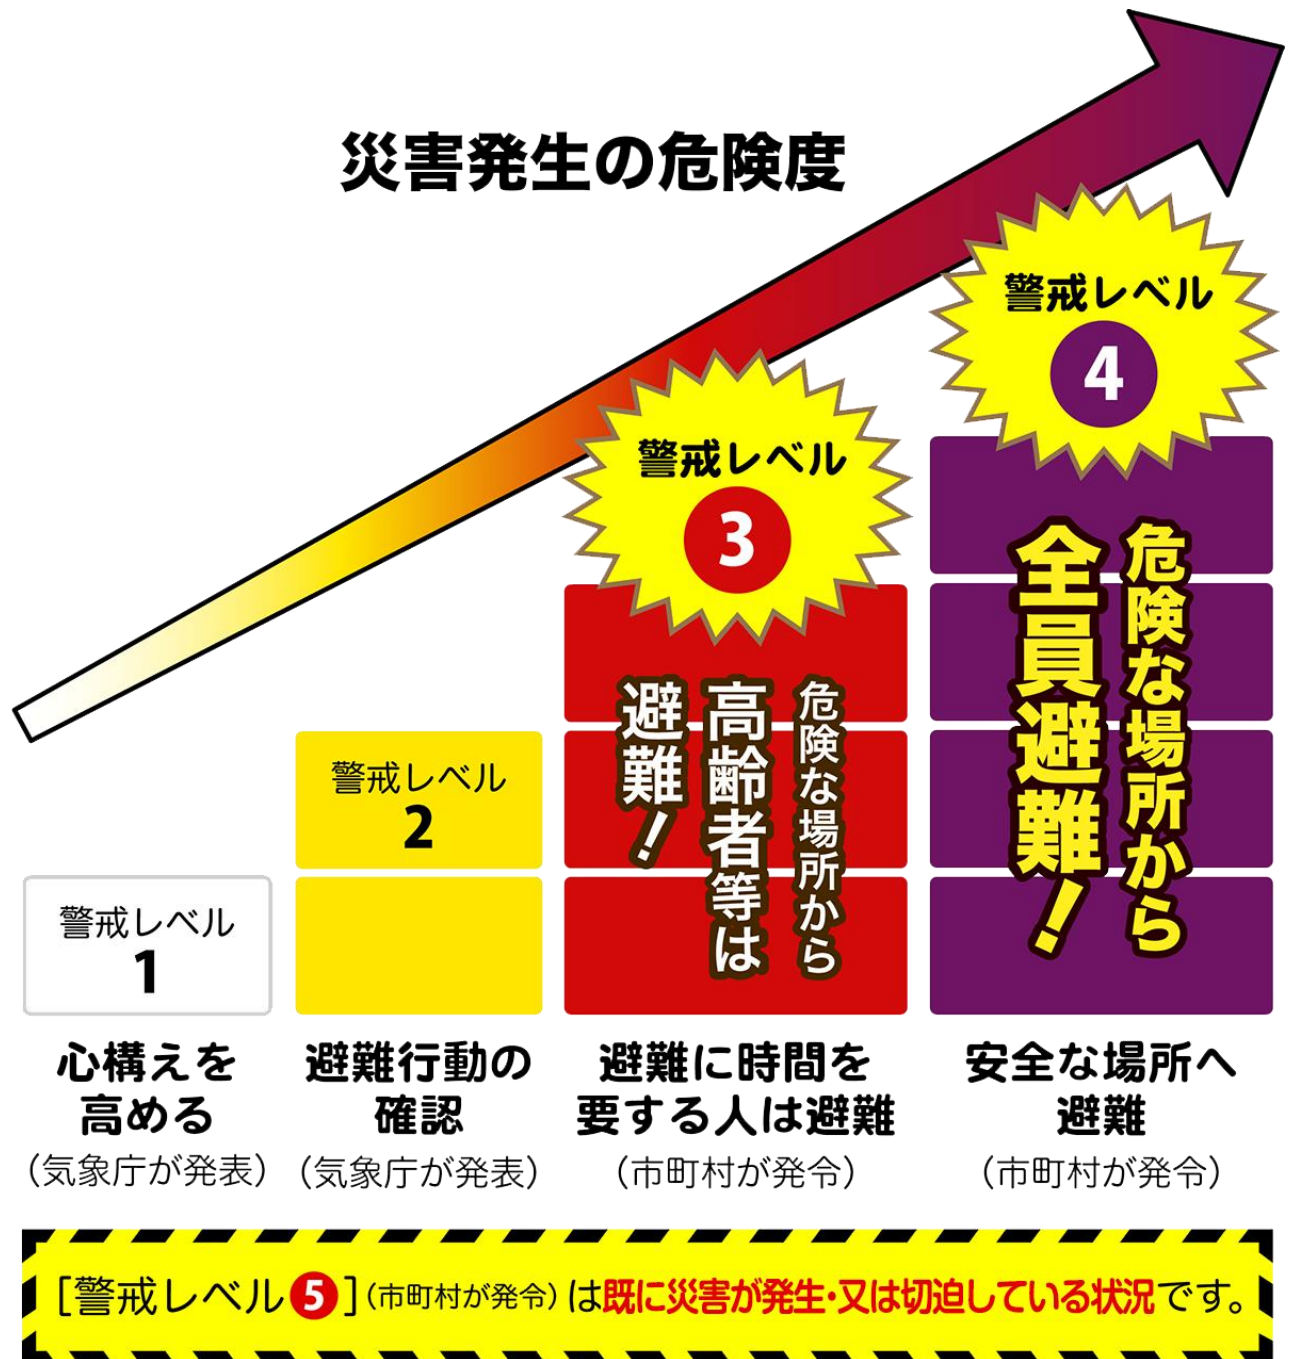 災害発生の危険度
警戒レベル
4
警戒レベル
3
危険な場所から
全員避難！
危険な場所から
高齢者等は
避難！
警戒レベル
2
警戒レベル
1
心構えを
高める
（気象庁が発表）
避難行動の
確認
（気象庁が発表）
避難に時間を
要する人は避難
（市町村が発令）
安全な場所へ
避難
（市町村が発令）
［警戒レベル5］（市町村が発令）は既に災害が発生・又は切迫している状況です。